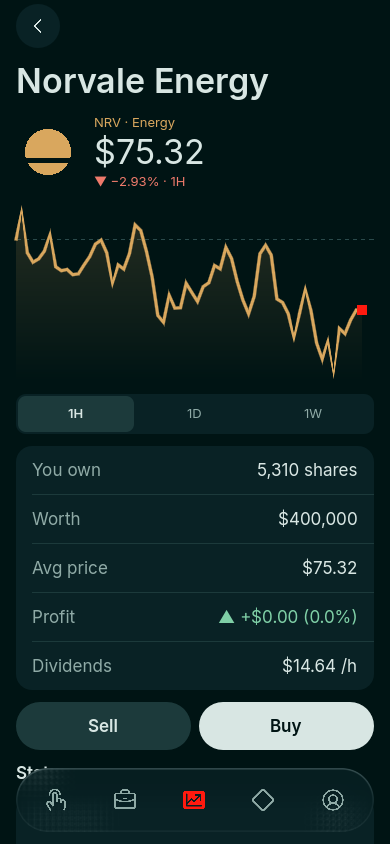 Norvale Energy
NRV · Energy
$75.32
▼ −2.93% · 1H
1H 1D 1W
You own 5,310 shares
Worth $400,000
Avg price $75.32
Profit ▲ +$0.00 (0.0%)
Dividends $14.64 /h
Sell Buy